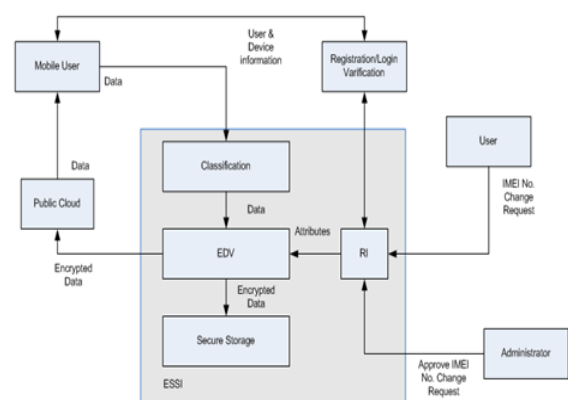 User &
Device
information
Mobile User
Registration/Login
Varification
Data
Classification
User
Data
IMEI No.
Change
Request
Public Cloud
Data
Attributes
EDV
RI
Encrypted
Data
Encrypted
Data
Secure Storage
Administrator
Approve IMEI
No. Change
Request
ESSI